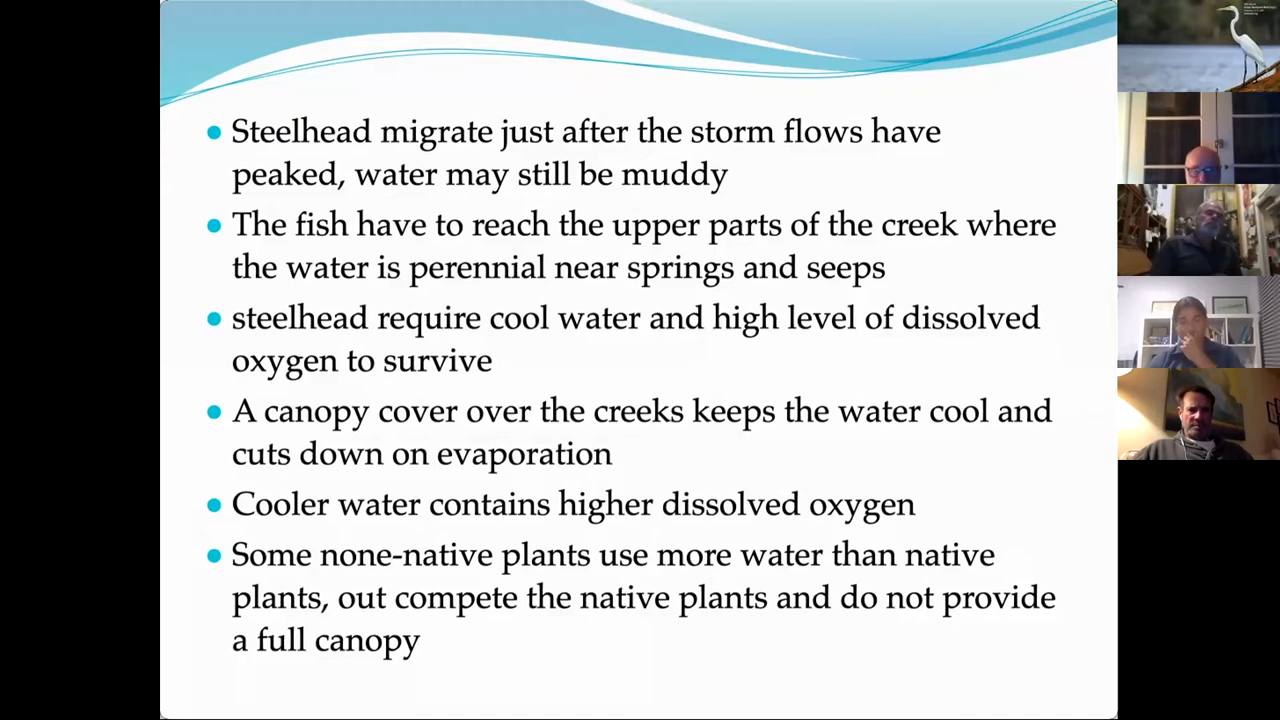 Steelhead migrate just after the storm flows have
peaked, water may still be muddy
The fish have to reach the upper parts of the creek where
the water is perennial near springs and seeps
steelhead require cool water and high level of dissolved
oxygen to survive
A canopy cover over the creeks keeps the water cool and
cuts down on evaporation
Cooler water contains higher dissolved oxygen
Some none-native plants use more water than native
plants, out compete the native plants and do not provide
a full canopy